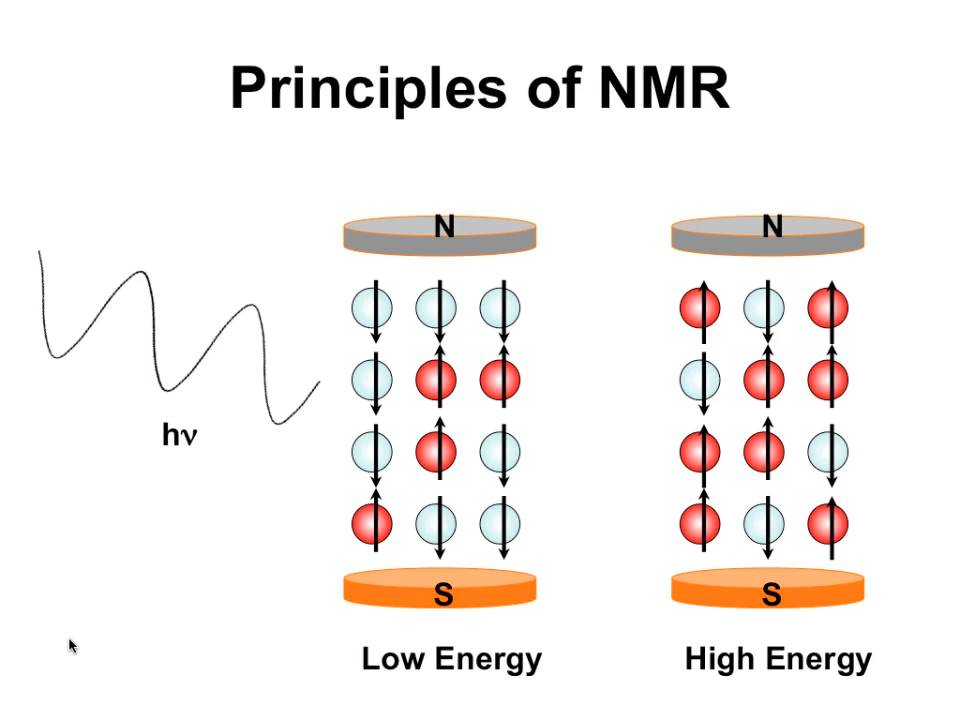 Principles of NMR
N
N
hν
S
S
Low Energy
High Energy